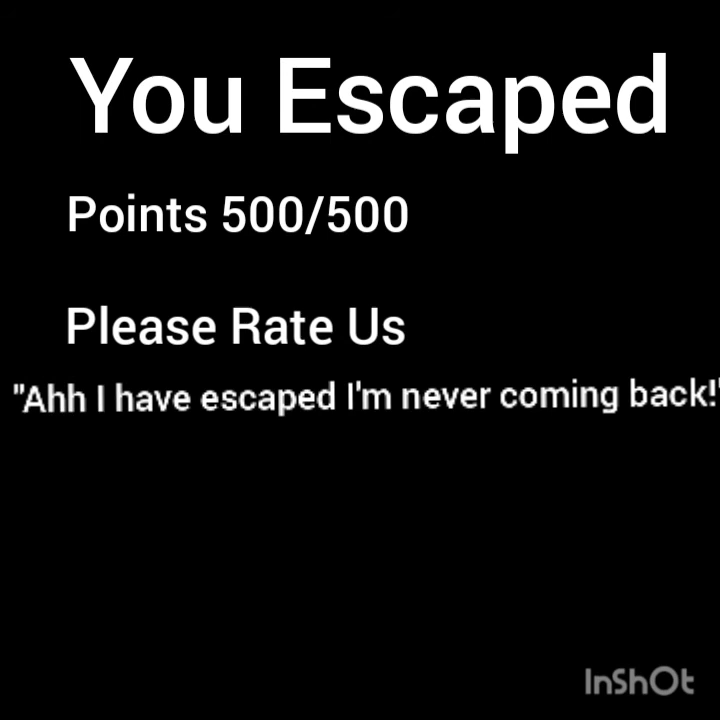 You Escaped
Points 500/500
Please Rate Us
"Ahh I have escaped I'm never coming back!"
InShOt